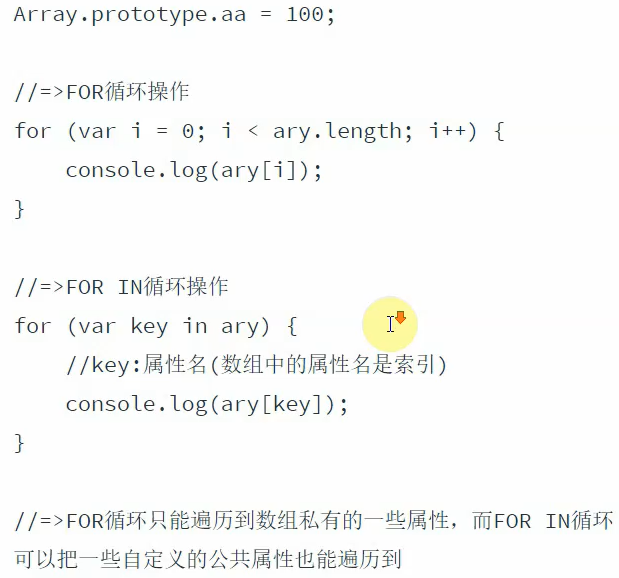 Array.prototype.aa = 100;
//=>FOR循环操作
for (var i = 0; i < ary.length; i++) {
    console.log(ary[i]);
}
//=>FOR IN循环操作
for (var key in ary) {
    //key:属性名(数组中的属性名是索引)
    console.log(ary[key]);
}
//=>FOR循环只能遍历到数组私有的一些属性，而FOR IN循环
可以把一些自定义的公共属性也能遍历到